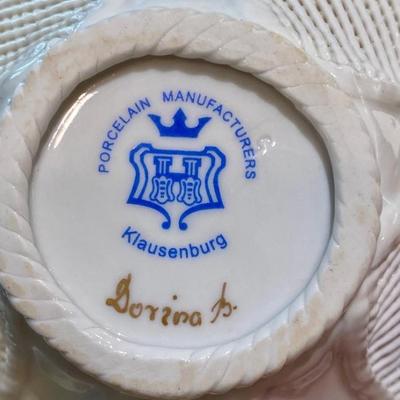 PORCELAIN MANUFACTURERS
Klausenburg
Dorina A.